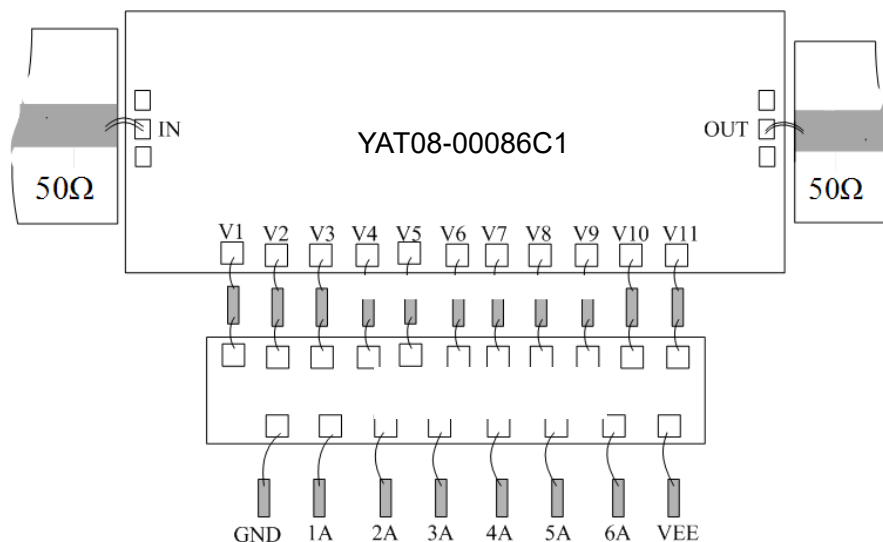 IN
OUT
YAT08-00086C1
50Ω
50Ω
V1 V2 V3 V4 V5 V6 V7 V8 V9 V10 V11
GND 1A 2A 3A 4A 5A 6A VEE